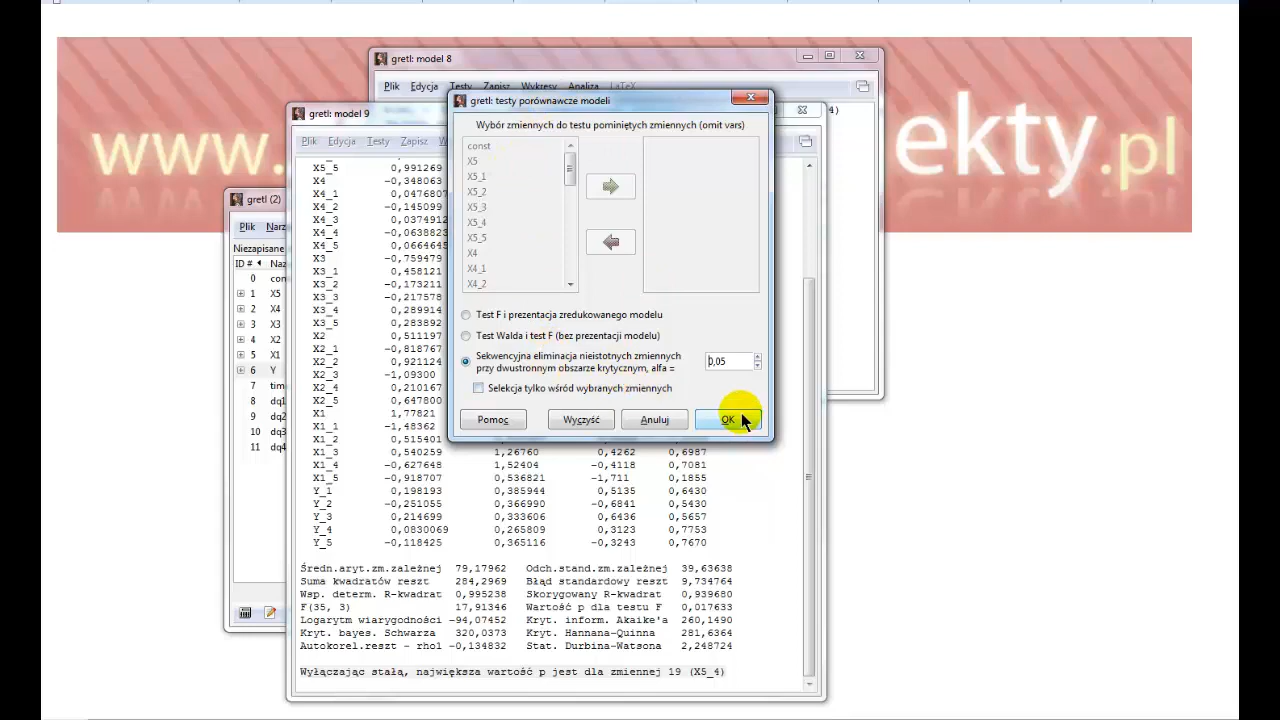 www.
ekty.pl
gretl: model 8
Plik Edycja Testy Zapisz Wykresy Analiza LaTeX
4)
gretl: model 9
Plik Edycja Testy Zapisz W
X5_5 0,991269
X4 -0,348063
X4_1 0,0476807
X4_2 -0,145099
X4_3 0,0374912
X4_4 -0,0638823
X4_5 0,0664645
X3 -0,759479
X3_1 0,458121
X3_2 -0,173211
X3_3 -0,217578
X3_4 0,289914
X3_5 0,283892
X2 0,511197
X2_1 -0,818767
X2_2 0,921124
X2_3 -1,09300
X2_4 0,210167
X2_5 0,647800
X1 1,77821
X1_1 -1,48362
X1_2 0,515401
X1_3 0,540259 1,26760 0,4262 0,6987
X1_4 -0,627648 1,52404 -0,4118 0,7081
X1_5 -0,918707 0,536821 -1,711 0,1855
Y_1 0,198193 0,385944 0,5135 0,6430
Y_2 -0,251055 0,366990 -0,6841 0,5430
Y_3 0,214699 0,333606 0,6436 0,5657
Y_4 0,0830069 0,265809 0,3123 0,7753
Y_5 -0,118425 0,365116 -0,3243 0,7670
Średn.aryt.zm.zależnej 79,17962 Odch.stand.zm.zależnej 39,63638
Suma kwadratów reszt 284,2969 Błąd standardowy reszt 9,734764
Wsp. determ. R-kwadrat 0,995238 Skorygowany R-kwadrat 0,939680
F(35, 3) 17,91346 Wartość p dla testu F 0,017633
Logarytm wiarygodności -94,07452 Kryt. inform. Akaike'a 260,1490
Kryt. bayes. Schwarza 320,0373 Kryt. Hannana-Quinna 281,6364
Autokorel.reszt - rho1 -0,134832 Stat. Durbina-Watsona 2,248724
Wyłączając stałą, największa wartość p jest dla zmiennej 19 (X5_4)
gretl: testy porównawcze modeli
Wybór zmiennych do testu pominiętych zmiennych (omit vars)
const
X5
X5_1
X5_2
X5_3
X5_4
X5_5
X4
X4_1
X4_2
Test F i prezentacja zredukowanego modelu
Test Walda i test F (bez prezentacji modelu)
Sekwencyjna eliminacja nieistotnych zmiennych
przy dwustronnym obszarze krytycznym, alfa = 0,05
Selekcja tylko wśród wybranych zmiennych
Pomoc Wyczyść Anuluj OK
gretl (2)
Plik Narz
Niezapisane
ID # Naz
0 con
1 X5
2 X4
3 X3
4 X2
5 X1
6 Y
7 tim
8 dq1
9 dq2
10 dq3
11 dq4